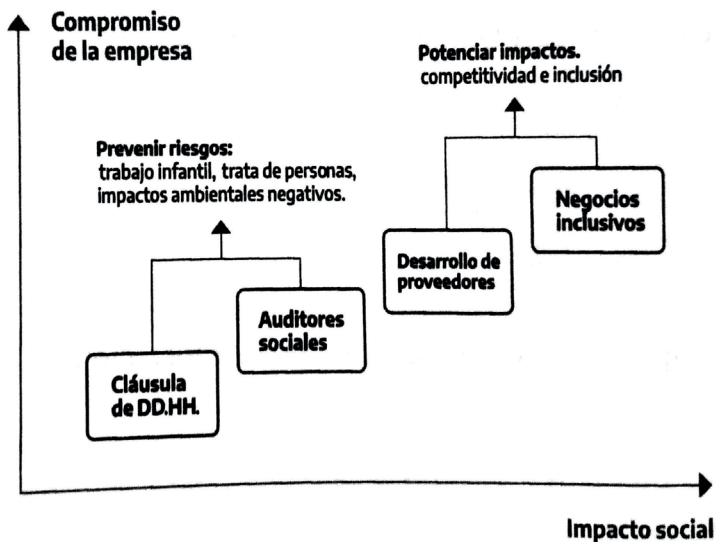 Compromiso
de la empresa
Potenciar impactos.
competitividad e inclusión
Prevenir riesgos:
trabajo infantil, trata de personas,
impactos ambientales negativos.
Negocios
inclusivos
Desarrollo de
proveedores
Auditores
sociales
Cláusula
de DD.HH.
Impacto social